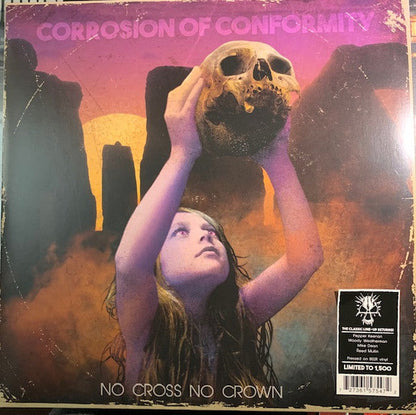 CORROSION OF CONFORMITY
NO CROSS NO CROWN
THE CLASSIC LINE-UP RETURNS!
Pepper Keenan
Woody Weatherman
Mike Dean
Reed Mullin
Pressed on BEER vinyl
LIMITED TO 1,500